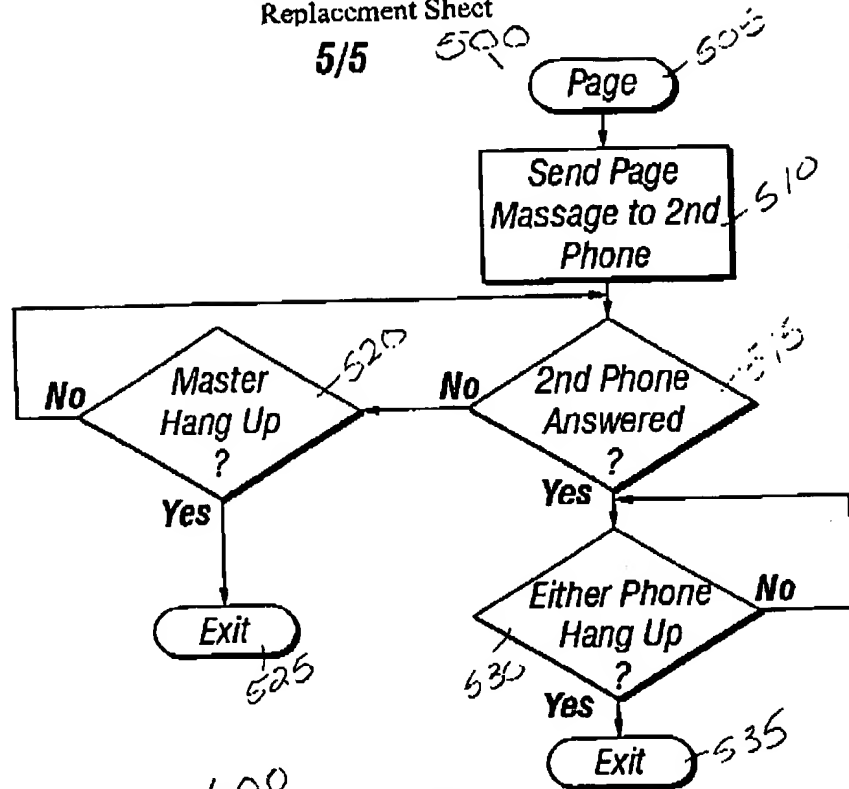 Replacement Sheet
5/5
500
505
Page
Send Page
Massage to 2nd
Phone
510
520
515
No
Master
Hang Up
?
No
2nd Phone
Answered
?
Yes
Yes
Either Phone
Hang Up
?
No
530
Exit
525
Yes
Exit
535